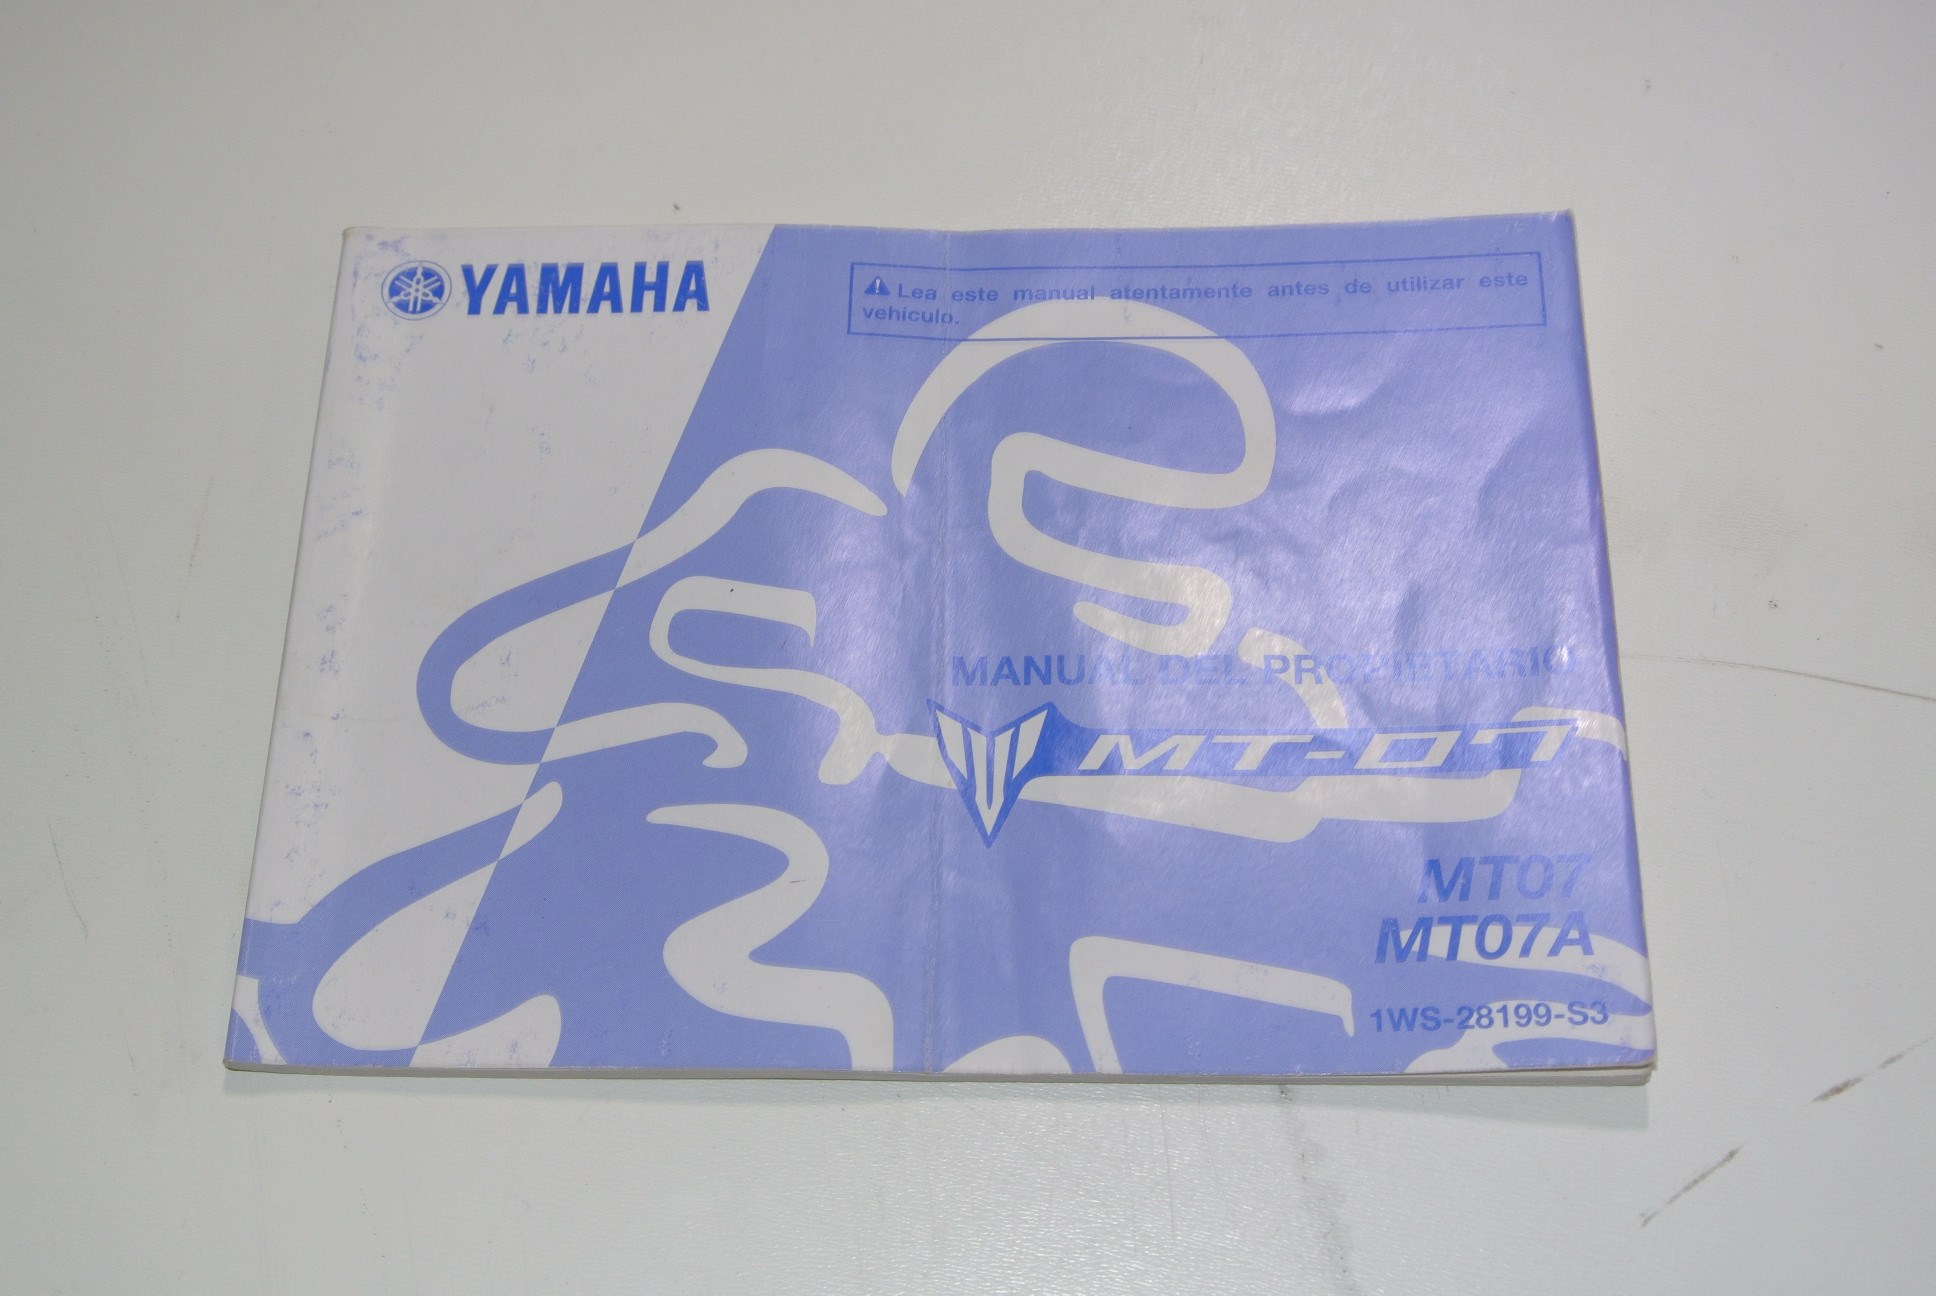 YAMAHA
Lea este manual atentamente antes de utilizar este
vehículo.
MANUAL DEL PROPIETARIO
MT-07
MT07
MT07A
1WS-28199-S3